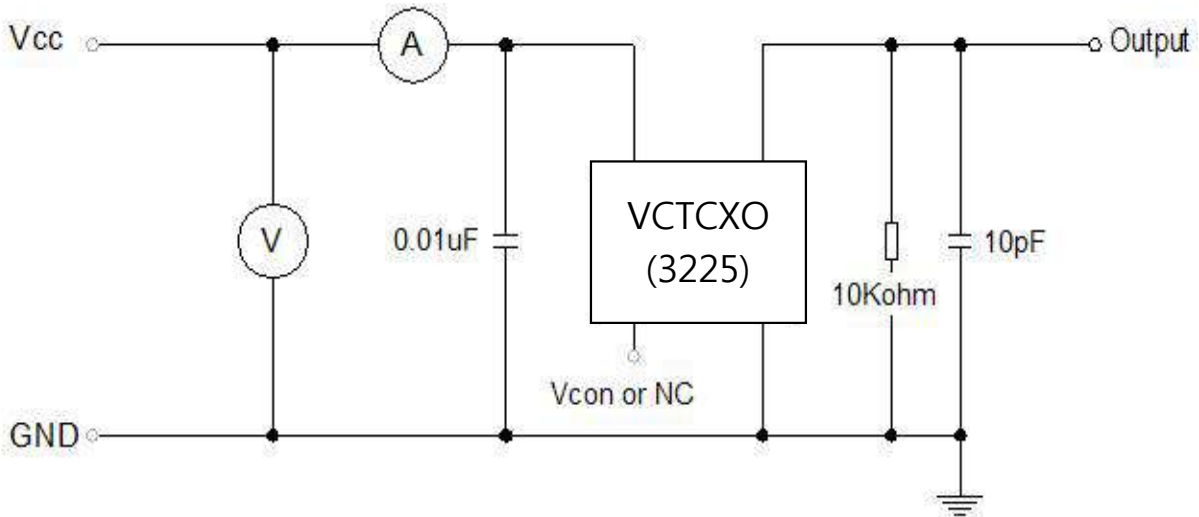 Vcc
A
Output
V
0.01uF
VCTCXO
(3225)
10Kohm
10pF
Vcon or NC
GND